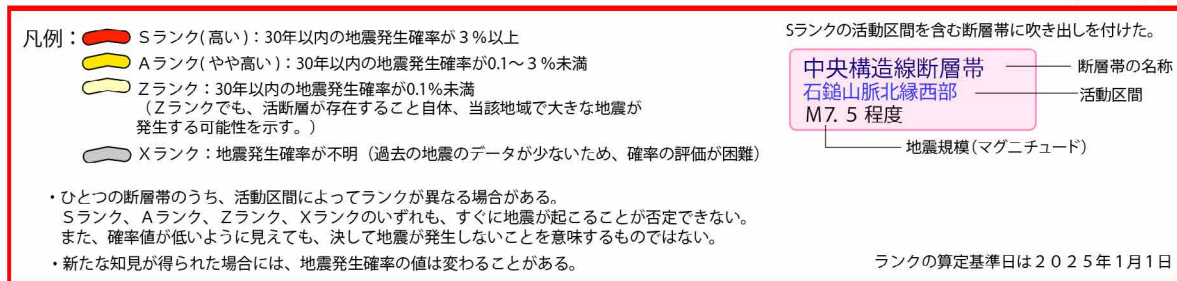 凡例：Sランク(高い)：30年以内の地震発生確率が３％以上
Aランク(やや高い)：30年以内の地震発生確率が0.1～３％未満
Zランク：30年以内の地震発生確率が0.1％未満
（Zランクでも、活断層が存在すること自体、当該地域で大きな地震が
発生する可能性を示す。）
Xランク：地震発生確率が不明（過去の地震のデータが少ないため、確率の評価が困難）
・ひとつの断層帯のうち、活動区間によってランクが異なる場合がある。
Sランク、Aランク、Zランク、Xランクのいずれも、すぐに地震が起こることが否定できない。
また、確率値が低いように見えても、決して地震が発生しないことを意味するものではない。
・新たな知見が得られた場合には、地震発生確率の値は変わることがある。
Sランクの活動区間を含む断層帯に吹き出しを付けた。
中央構造線断層帯
断層帯の名称
石鎚山脈北縁西部
活動区間
M7. 5 程度
地震規模（マグニチュード）
ランクの算定基準日は２０２５年１月１日